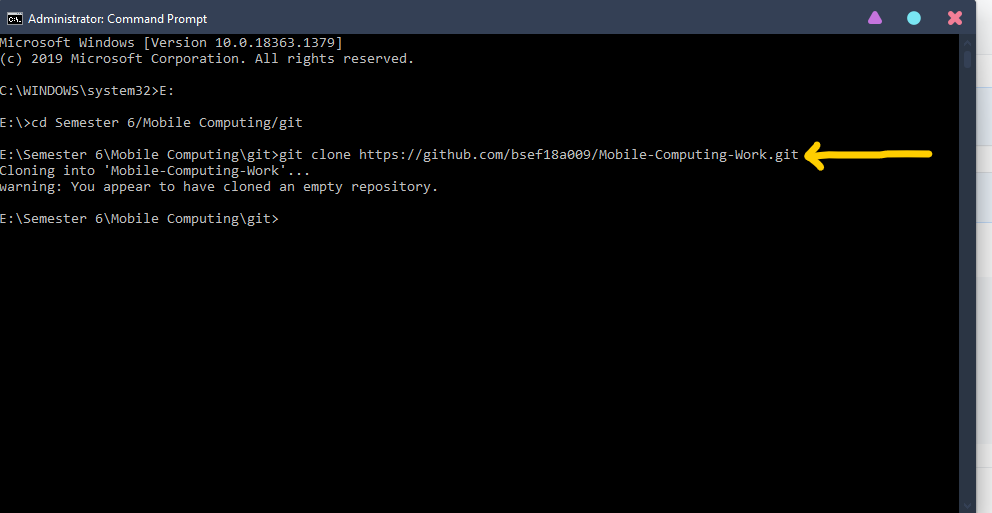 Administrator: Command Prompt
Microsoft Windows [Version 10.0.18363.1379]
(c) 2019 Microsoft Corporation. All rights reserved.
C:\WINDOWS\system32>E:
E:\>cd Semester 6/Mobile Computing/git
E:\Semester 6\Mobile Computing\git>git clone https://github.com/bsef18a009/Mobile-Computing-Work.git
Cloning into 'Mobile-Computing-Work'...
warning: You appear to have cloned an empty repository.
E:\Semester 6\Mobile Computing\git>